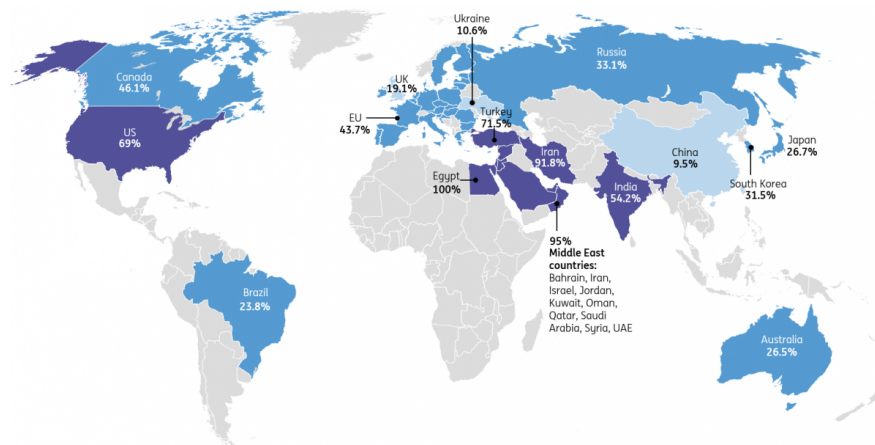 Ukraine
10.6%
Russia
33.1%
Canada
46.1%
UK
19.1%
EU
43.7%
Turkey
71.5%
US
69%
Iran
91.8%
China
9.5%
Japan
26.7%
South Korea
31.5%
Egypt
100%
India
54.2%
95%
Middle East
countries:
Bahrain, Iran,
Israel, Jordan,
Kuwait, Oman,
Qatar, Saudi
Arabia, Syria, UAE
Brazil
23.8%
Australia
26.5%